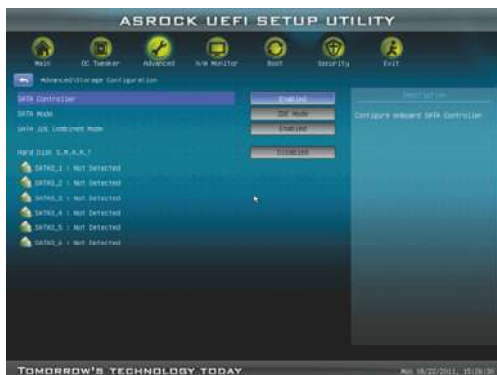 ASROCK UEFI SETUP UTILITY
Main OC Tweaker Advanced H/W Monitor Boot Security Exit
Advanced\Storage Configuration
Description
SATA Controller Enabled
Configure onboard SATA Controller
SATA Mode IDE Mode
SATA IDE Combined Mode Enabled
Hard Disk S.M.A.R.T Disabled
SATA3_1 : Not Detected
SATA3_2 : Not Detected
SATA3_3 : Not Detected
SATA3_4 : Not Detected
SATA3_5 : Not Detected
SATA3_6 : Not Detected
TOMORROW'S TECHNOLOGY TODAY